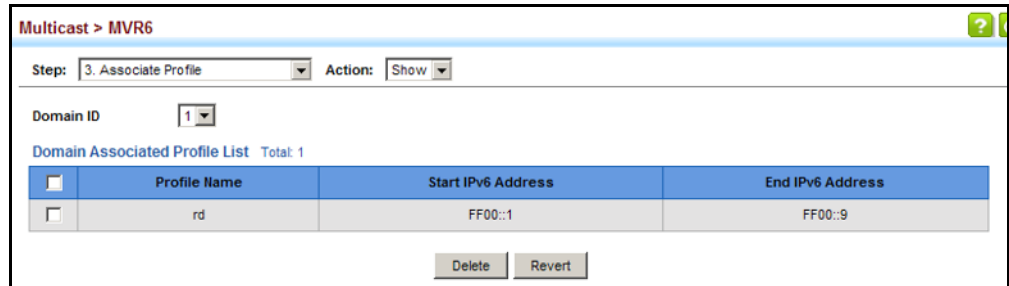 Multicast > MVR6
?
Step: 3. Associate Profile Action: Show
Domain ID 1
Domain Associated Profile List Total: 1
Profile Name Start IPv6 Address End IPv6 Address
rd FF00::1 FF00::9
Delete Revert